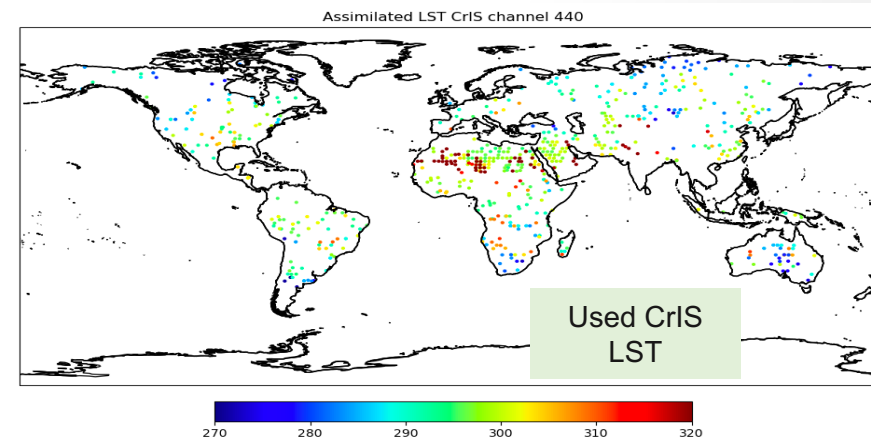 Assimilated LST CrIS channel 440
Used CrIS
LST
270 280 290 300 310 320